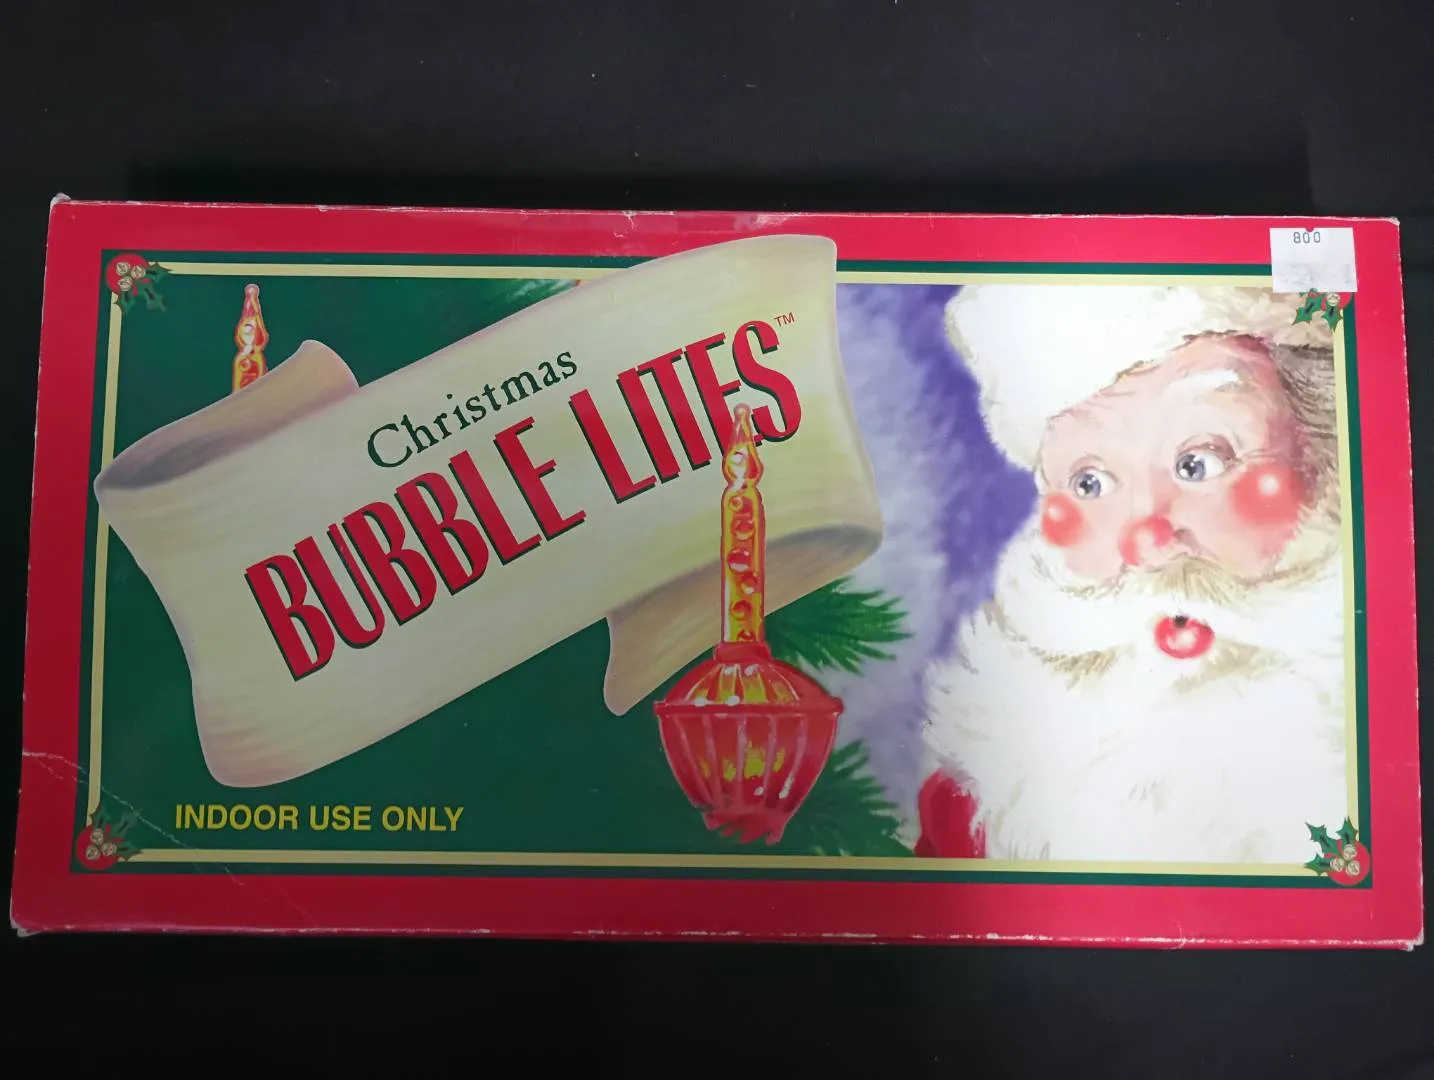 800
Christmas
BUBBLE LITES™
INDOOR USE ONLY